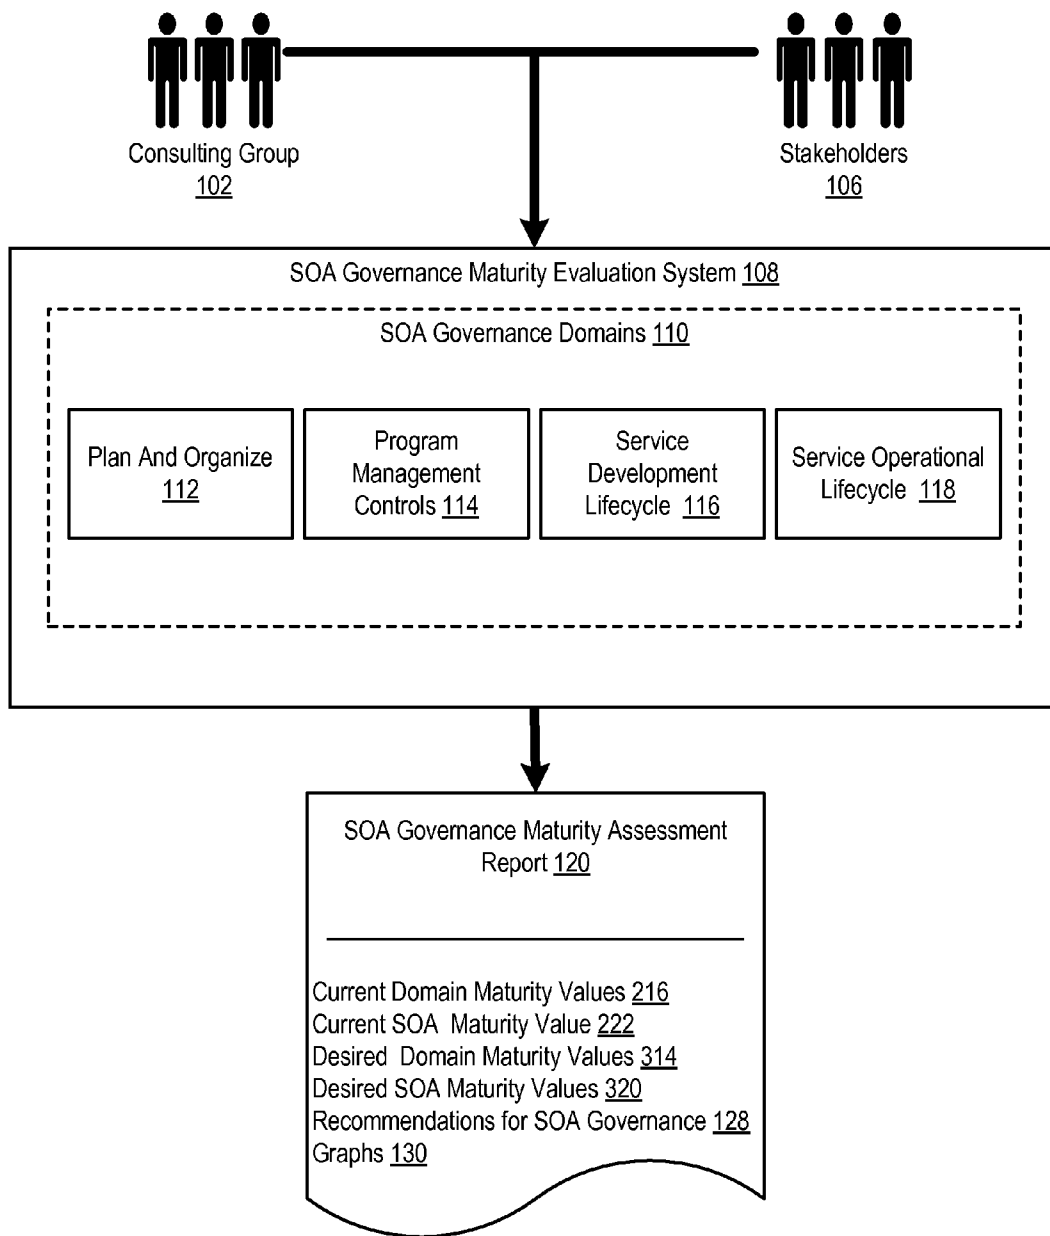 Consulting Group
102
Stakeholders
106
SOA Governance Maturity Evaluation System 108
SOA Governance Domains 110
Plan And Organize
112
Program
Management
Controls 114
Service
Development
Lifecycle 116
Service Operational
Lifecycle 118
SOA Governance Maturity Assessment
Report 120
Current Domain Maturity Values 216
Current SOA Maturity Value 222
Desired Domain Maturity Values 314
Desired SOA Maturity Values 320
Recommendations for SOA Governance 128
Graphs 130